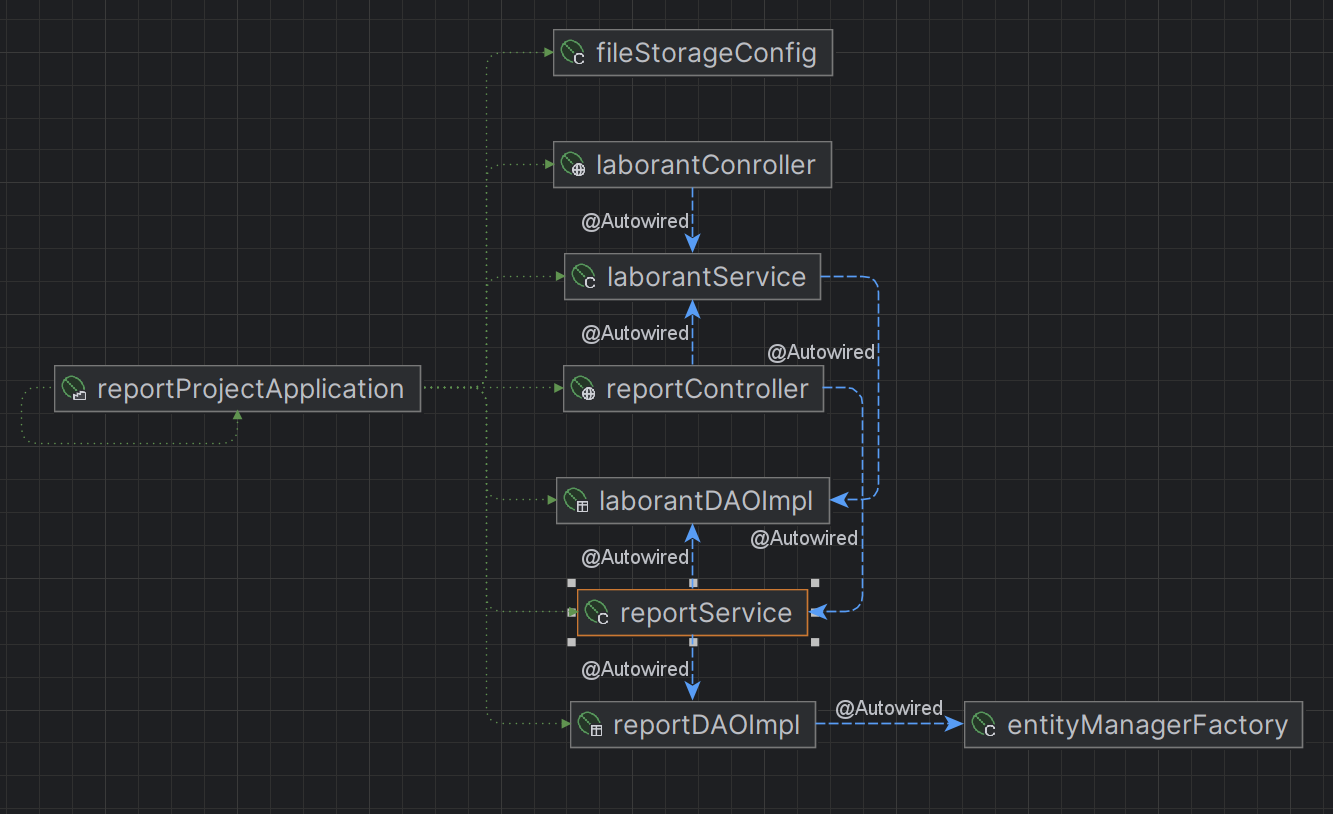 fileStorageConfig
laborantConroller
@Autowired
laborantService
@Autowired
@Autowired
reportProjectApplication
reportController
laborantDAOImpl
@Autowired
@Autowired
reportService
@Autowired
reportDAOImpl
@Autowired
entityManagerFactory